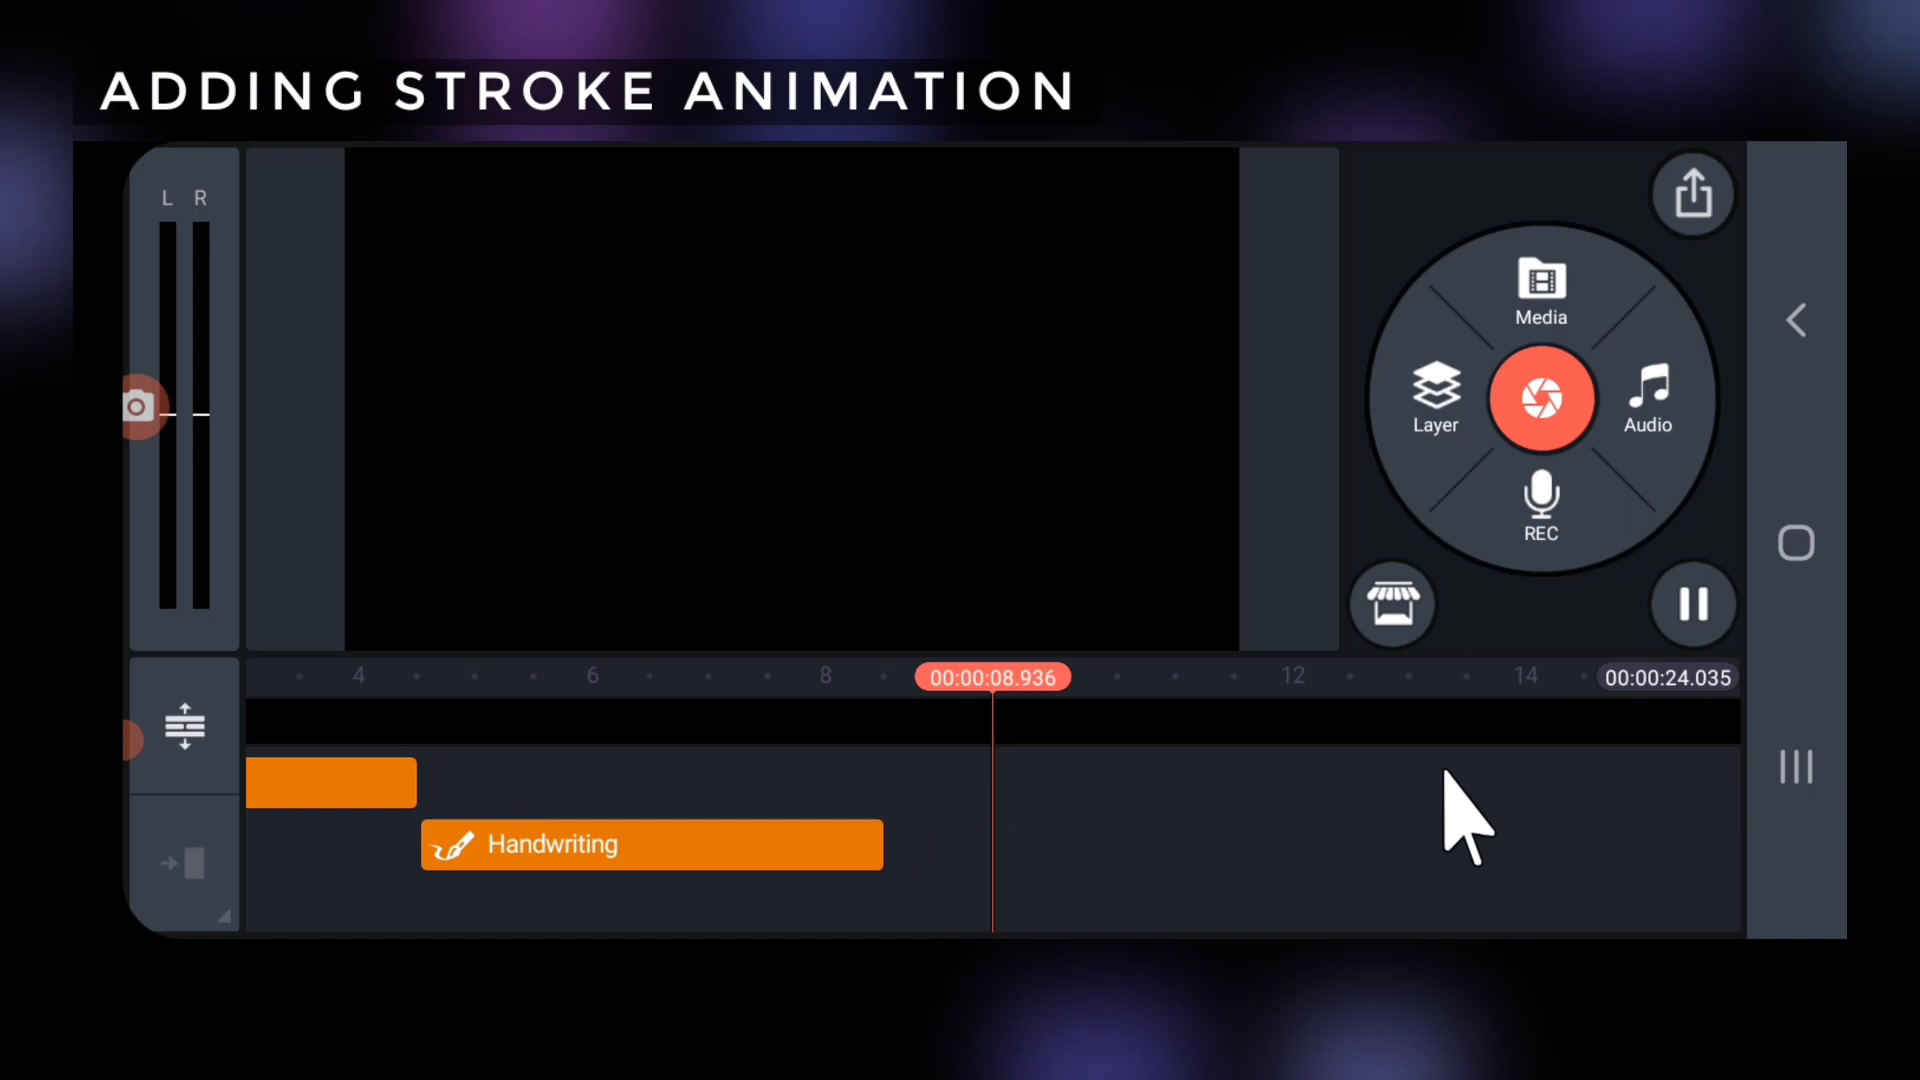 ADDING STROKE ANIMATION
L R
Media
Layer
Audio
REC
4 6 8 00:00:08.936 12 14 00:00:24.035
Handwriting